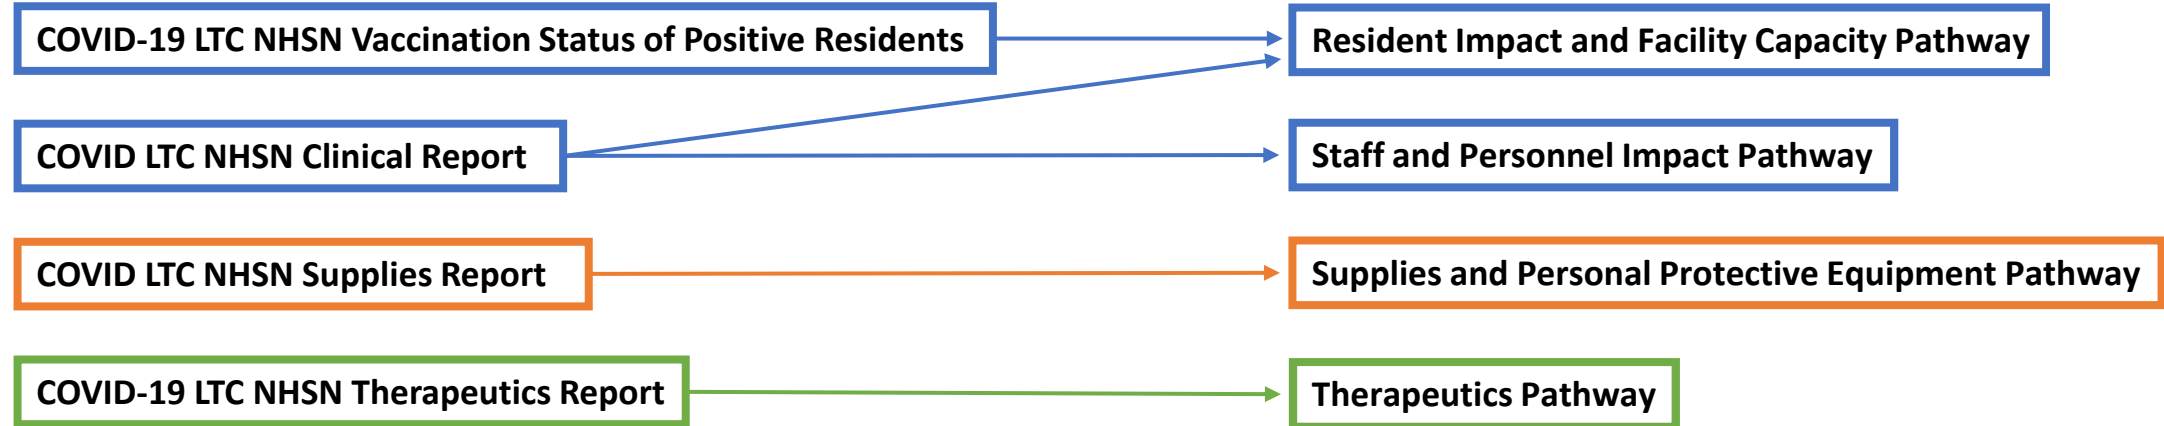 COVID-19 LTC NHSN Vaccination Status of Positive Residents
Resident Impact and Facility Capacity Pathway
COVID LTC NHSN Clinical Report
Staff and Personnel Impact Pathway
COVID LTC NHSN Supplies Report
Supplies and Personal Protective Equipment Pathway
COVID-19 LTC NHSN Therapeutics Report
Therapeutics Pathway